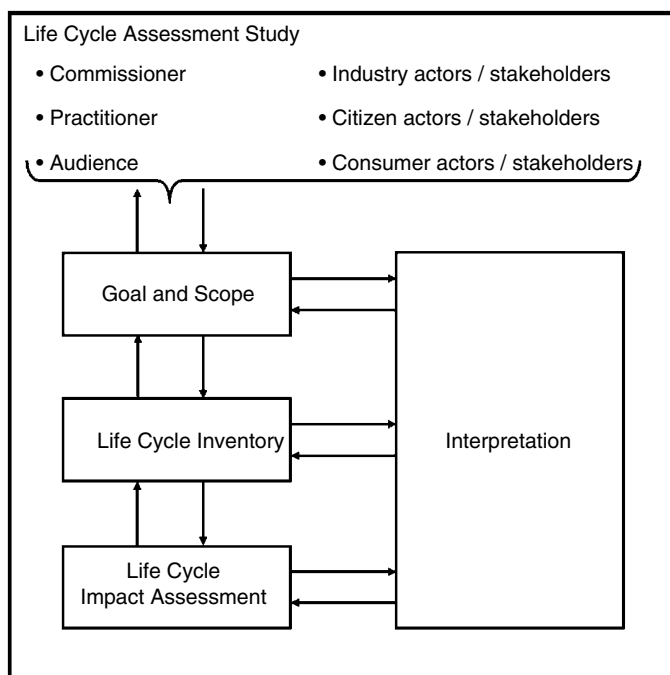 Life Cycle Assessment Study
• Commissioner
• Industry actors / stakeholders
• Practitioner
• Citizen actors / stakeholders
• Audience
• Consumer actors / stakeholders
Goal and Scope
Life Cycle Inventory
Interpretation
Life Cycle
Impact Assessment